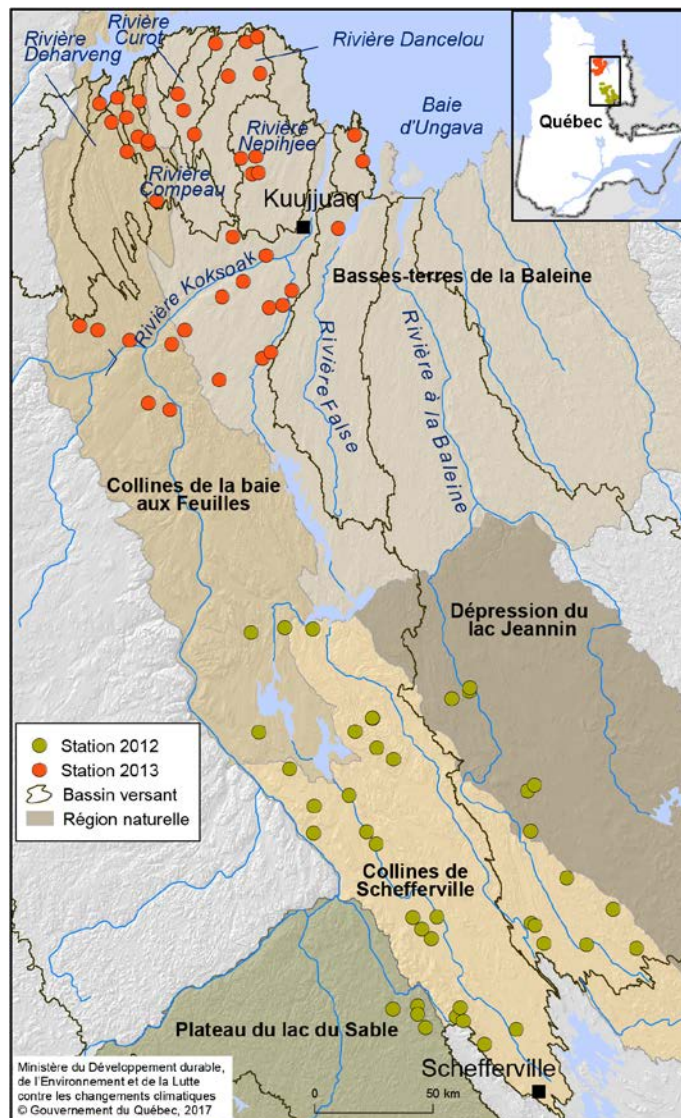 Rivière
Curot
Rivière
Deharveng
Rivière Dancelou
Baie
d'Ungava
Québec
Rivière
Nepihjee
Rivière
Compeau
Kuujjuaq
Rivière Koksoak
Basses-terres de la Baleine
Rivière False
Rivière à la Baleine
Collines de la baie
aux Feuilles
Dépression du
lac Jeannin
Station 2012
Station 2013
Bassin versant
Région naturelle
Collines de
Schefferville
Plateau du lac du Sable
Schefferville
Ministère du Développement durable,
de l'Environnement et de la Lutte
contre les changements climatiques
© Gouvernement du Québec, 2017
0 50 km